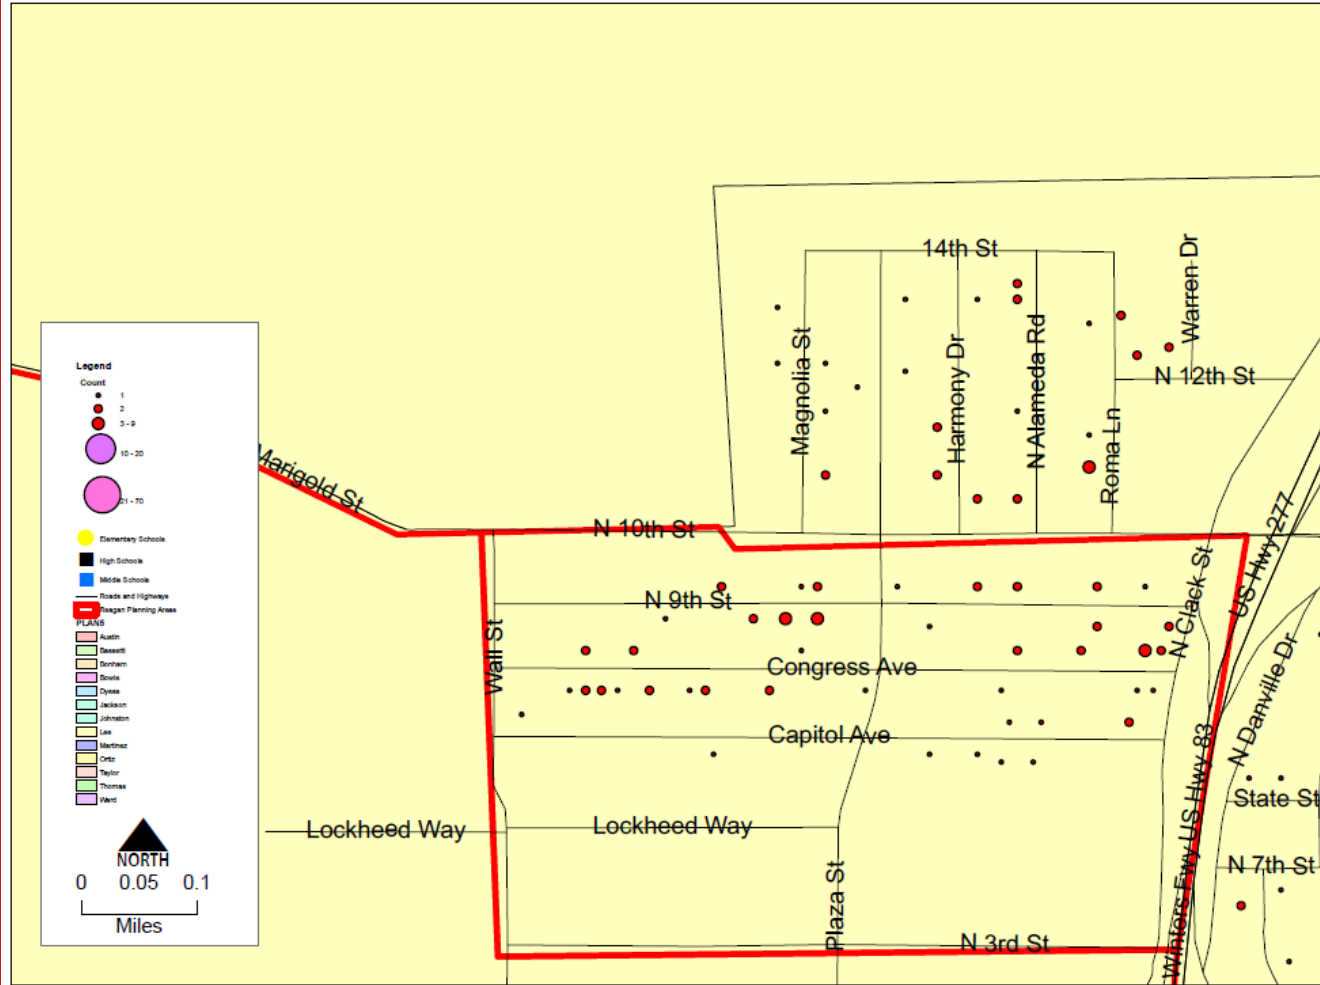 14th St
Warren Dr
Magnolia St
Harmony Dr
N Alameda Rd
N 12th St
Roma Ln
Legend
Count
1
2
3 - 9
10 - 20
21 - 70
Elementary Schools
High Schools
Middle Schools
Roads and Highways
Reagan Planning Areas
PLAN5
Austin
Bassetti
Bonham
Bowie
Dyess
Jackson
Johnston
Lee
Martinez
Ortiz
Taylor
Thomas
Ward
NORTH
0 0.05 0.1
Miles
Marigold St
N 10th St
US Hwy 277
N Clack St
N 9th St
Wall St
Congress Ave
N Danville Dr
Capitol Ave
Winters Fwy US Hwy 83
State St
Lockheed Way
Lockheed Way
N 7th St
Plaza St
N 3rd St